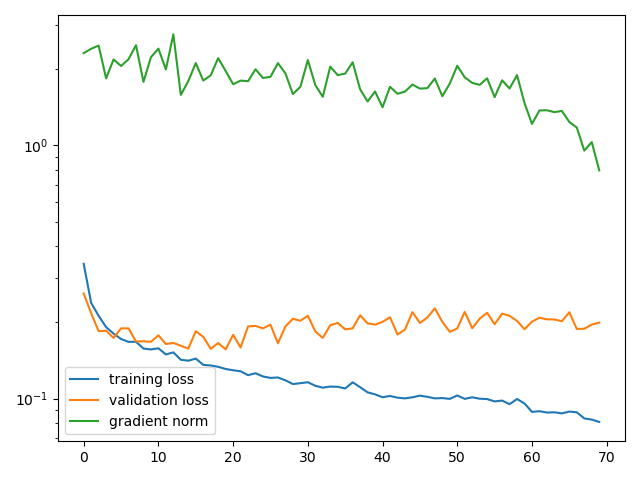 10⁰
10⁻¹
training loss
validation loss
gradient norm
0 10 20 30 40 50 60 70